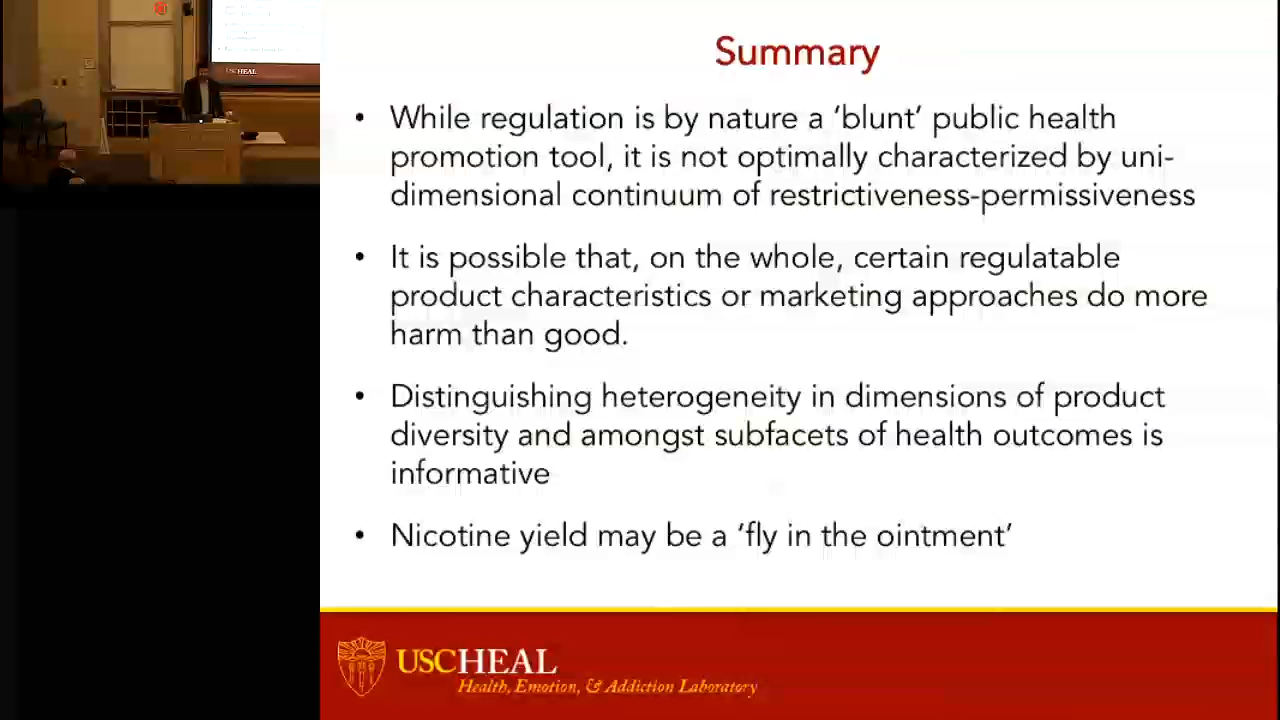 USCHEAL
Summary
• While regulation is by nature a ‘blunt’ public health
promotion tool, it is not optimally characterized by uni-
dimensional continuum of restrictiveness-permissiveness
• It is possible that, on the whole, certain regulatable
product characteristics or marketing approaches do more
harm than good.
• Distinguishing heterogeneity in dimensions of product
diversity and amongst subfacets of health outcomes is
informative
• Nicotine yield may be a ‘fly in the ointment’
USCHEAL
Health, Emotion, & Addiction Laboratory